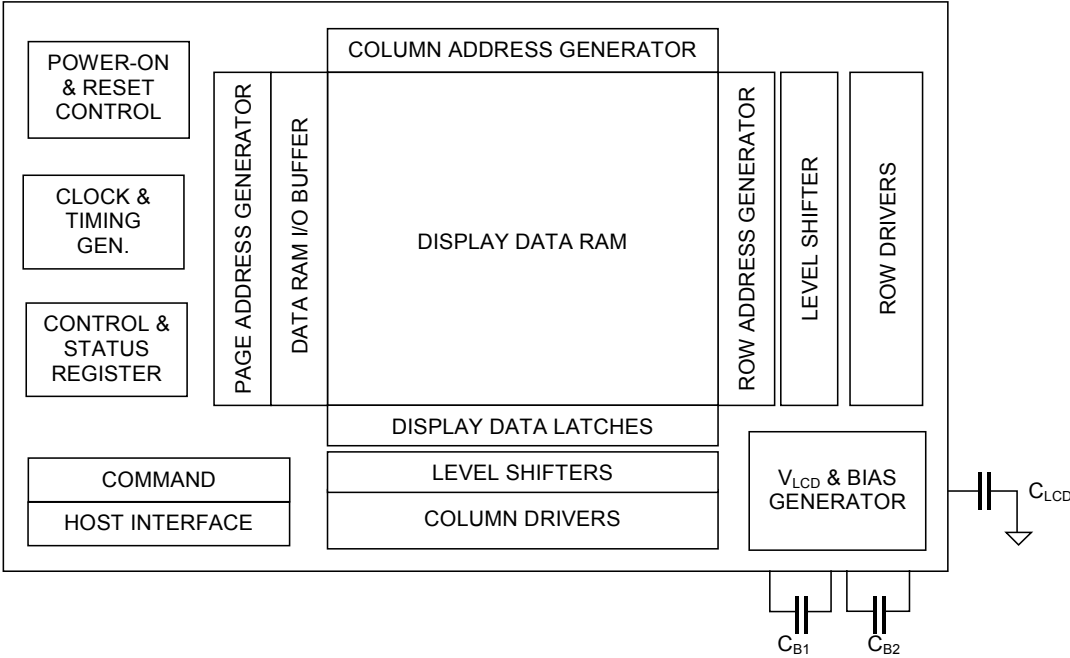 POWER-ON
& RESET
CONTROL
CLOCK &
TIMING
GEN.
CONTROL &
STATUS
REGISTER
COMMAND
HOST INTERFACE
PAGE ADDRESS GENERATOR
DATA RAM I/O BUFFER
COLUMN ADDRESS GENERATOR
DISPLAY DATA RAM
DISPLAY DATA LATCHES
LEVEL SHIFTERS
COLUMN DRIVERS
ROW ADDRESS GENERATOR
LEVEL SHIFTER
ROW DRIVERS
VLCD & BIAS
GENERATOR
CLCD
CB1
CB2